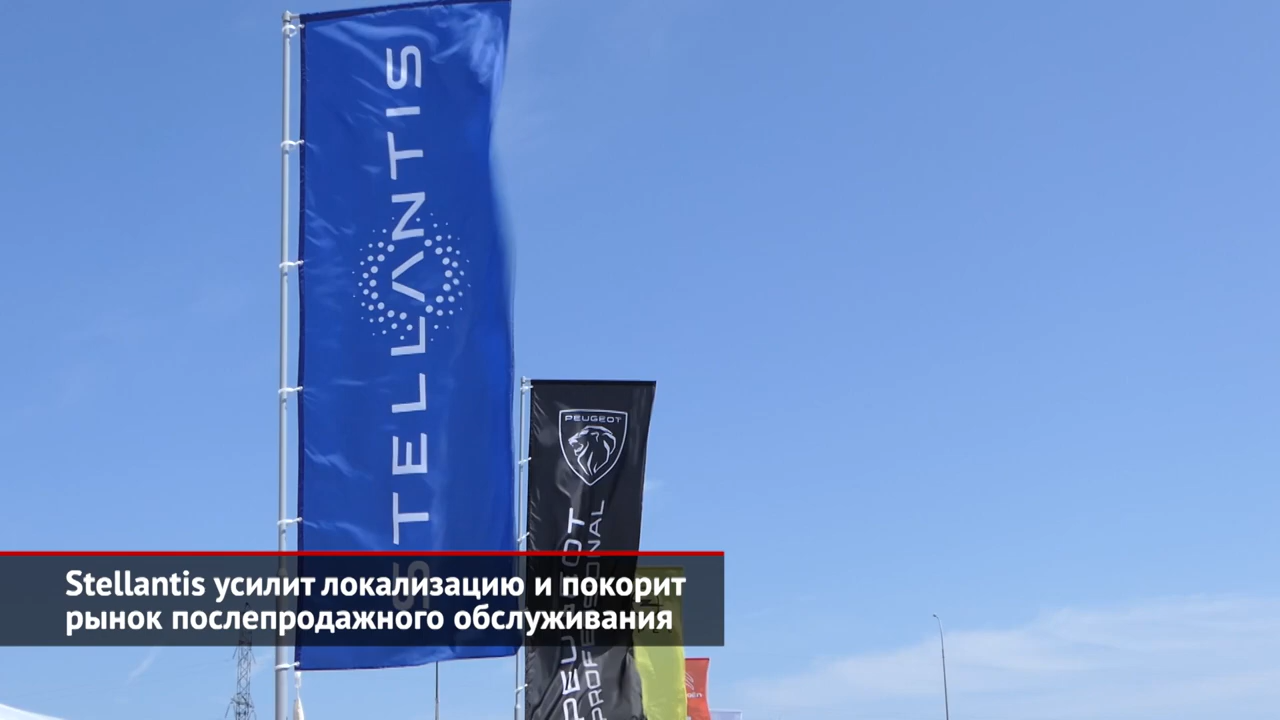 STELLANTIS
PEUGEOT
PEUGEOT
PROFESSIONAL
Stellantis усилит локализацию и покорит
рынок послепродажного обслуживания